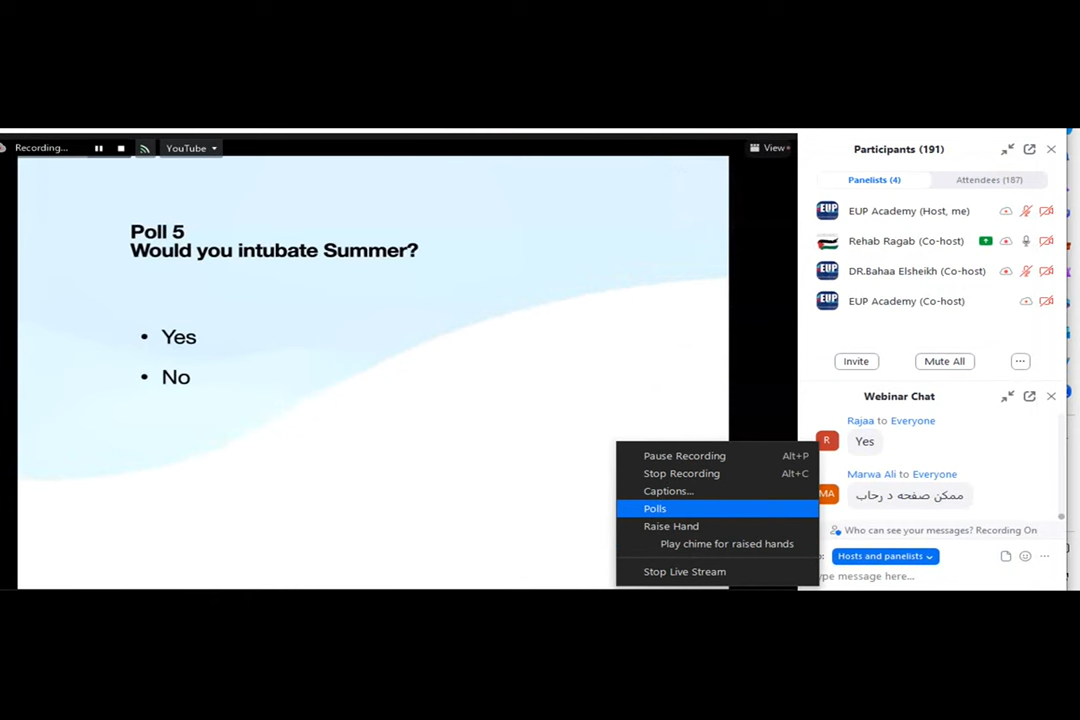 Recording...
YouTube
View
Poll 5
Would you intubate Summer?
• Yes
• No
Pause Recording Alt+P
Stop Recording Alt+C
Captions...
Polls
Raise Hand
Play chime for raised hands
Stop Live Stream
Participants (191)
Panelists (4) Attendees (187)
EUP EUP Academy (Host, me)
Rehab Ragab (Co-host)
EUP DR.Bahaa Elsheikh (Co-host)
EUP EUP Academy (Co-host)
Invite Mute All ...
Webinar Chat
Rajaa to Everyone
R Yes
Marwa Ali to Everyone
MA ممكن صفحه د رحاب
Who can see your messages? Recording On
Hosts and panelists
ype message here...